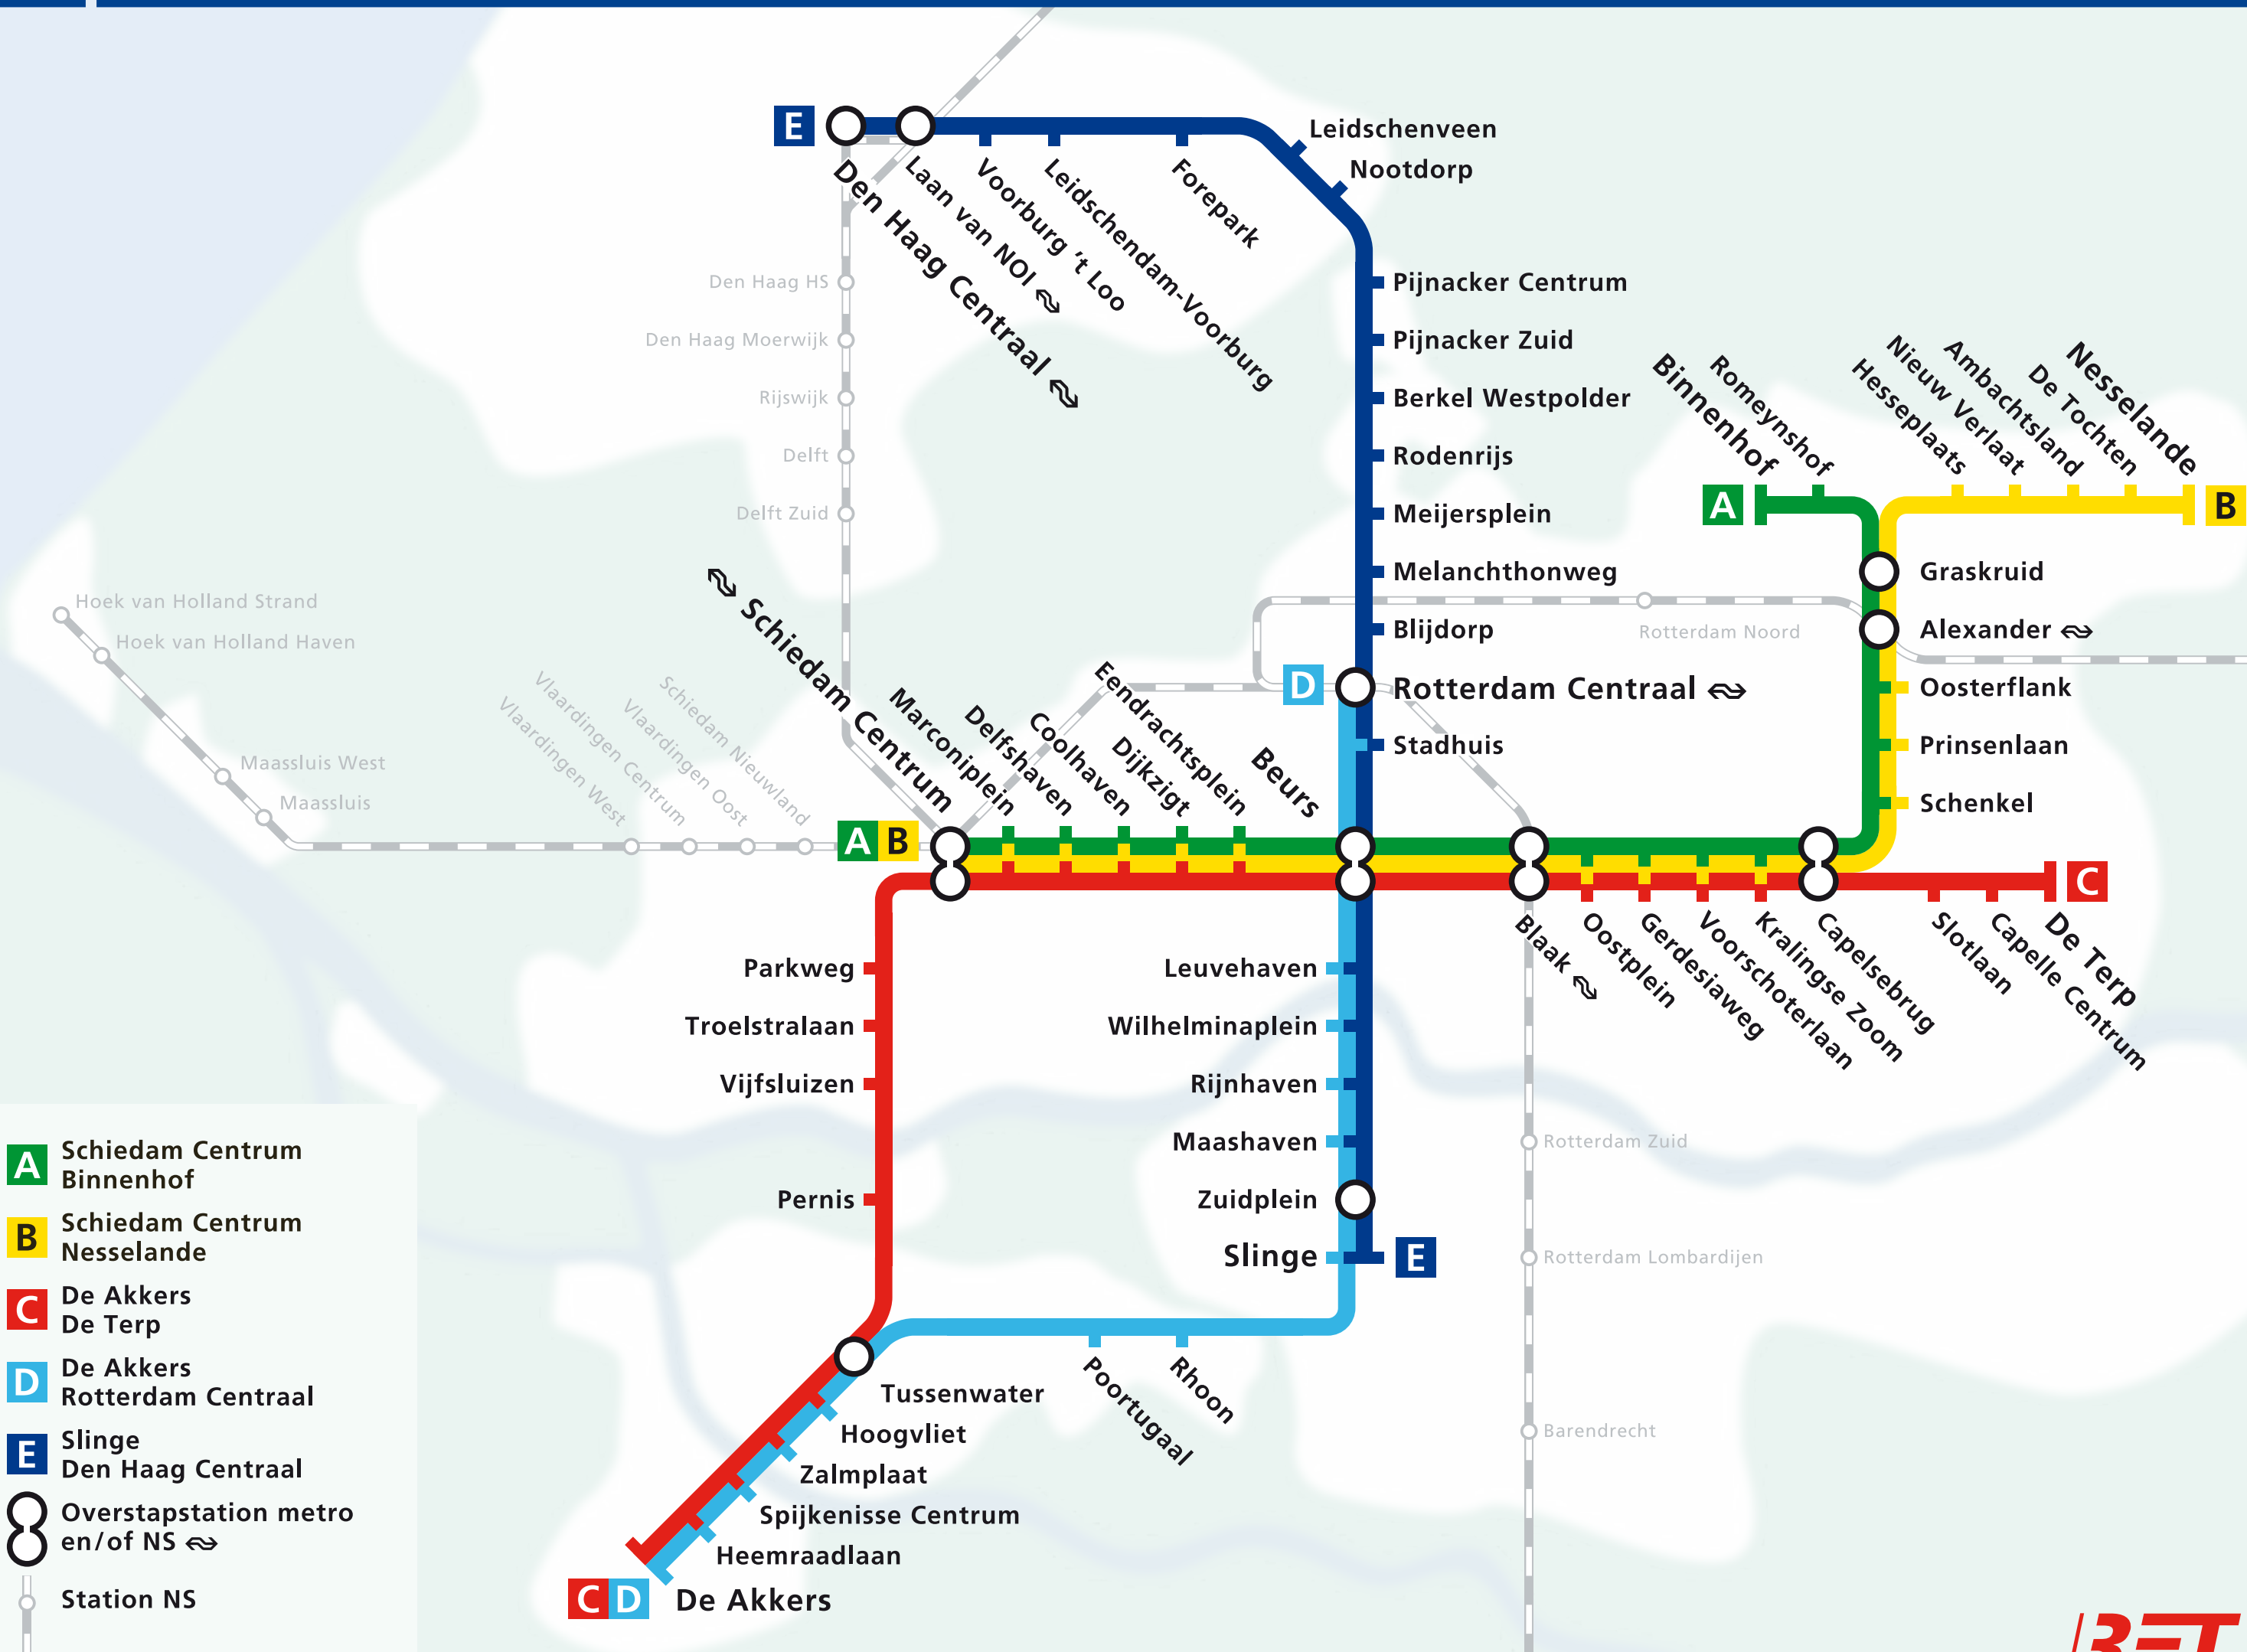 E
Den Haag Centraal
Laan van NOI
Voorburg ’t Loo
Leidschendam-Voorburg
Forepark
Leidschenveen
Nootdorp
Pijnacker Centrum
Pijnacker Zuid
Berkel Westpolder
Rodenrijs
Meijersplein
Melanchthonweg
Blijdorp
D
Rotterdam Centraal
Stadhuis
Den Haag HS
Den Haag Moerwijk
Rijswijk
Delft
Delft Zuid
Binnenhof
Romeynshof
A
Hesseplaats
Nieuw Verlaat
Ambachtsland
De Tochten
Nesselande
B
Graskruid
Alexander
Oosterflank
Prinsenlaan
Schenkel
Rotterdam Noord
Hoek van Holland Strand
Hoek van Holland Haven
Maassluis West
Maassluis
Vlaardingen West
Vlaardingen Centrum
Vlaardingen Oost
Schiedam Nieuwland
A B
Schiedam Centrum
Marconiplein
Delfshaven
Coolhaven
Dijkzigt
Eendrachtsplein
Beurs
Blaak
Oostplein
Gerdesiaweg
Voorschoterlaan
Kralingse Zoom
Capelsebrug
Slotlaan
Capelle Centrum
De Terp
C
Parkweg
Troelstralaan
Vijfsluizen
Pernis
Leuvehaven
Wilhelminaplein
Rijnhaven
Maashaven
Zuidplein
Slinge
E
Rotterdam Zuid
Rotterdam Lombardijen
Barendrecht
Rhoon
Poortugaal
Tussenwater
Hoogvliet
Zalmplaat
Spijkenisse Centrum
Heemraadlaan
C D De Akkers
A Schiedam Centrum
Binnenhof
B Schiedam Centrum
Nesselande
C De Akkers
De Terp
D De Akkers
Rotterdam Centraal
E Slinge
Den Haag Centraal
Overstapstation metro
en/of NS
Station NS